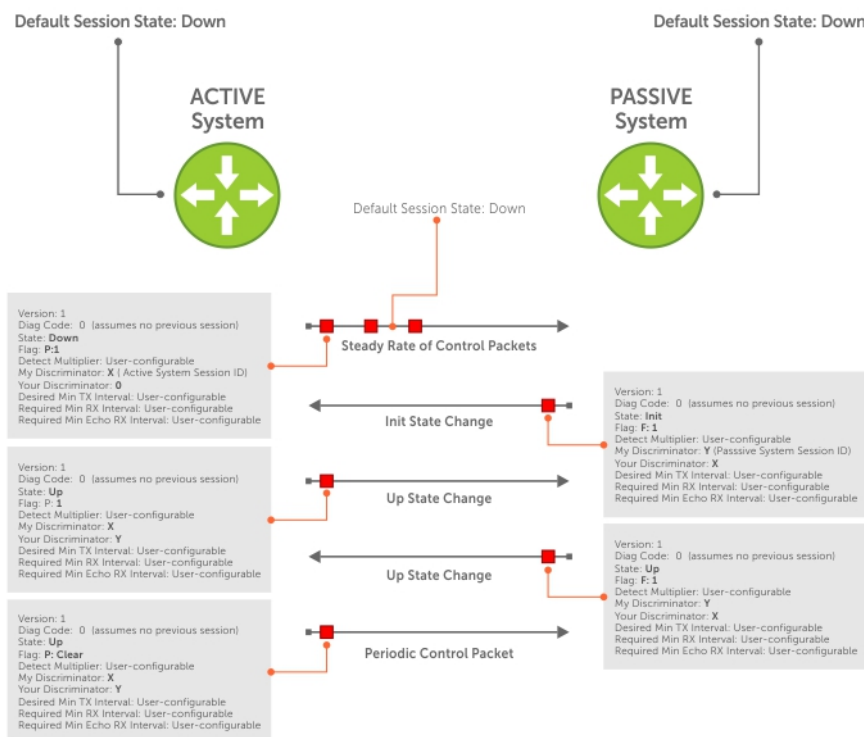 Default Session State: Down
Default Session State: Down
ACTIVE
System
PASSIVE
System
Default Session State: Down
Version: 1
Diag Code:  0  (assumes no previous session)
State: Down
Flag: P:1
Detect Multiplier: User-configurable
My Discriminator: X ( Active System Session ID)
Your Discriminator: 0
Desired Min TX Interval: User-configurable
Required Min RX Interval: User-configurable
Required Min Echo RX Interval: User-configurable
Steady Rate of Control Packets
Init State Change
Version: 1
Diag Code:  0  (assumes no previous session)
State: Init
Flag: F: 1
Detect Multiplier: User-configurable
My Discriminator: Y (Passsive System Session ID)
Your Discriminator: X
Desired Min TX Interval: User-configurable
Required Min RX Interval: User-configurable
Required Min Echo RX Interval: User-configurable
Version: 1
Diag Code:  0  (assumes no previous session)
State: Up
Flag: P: 1
Detect Multiplier: User-configurable
My Discriminator: X
Your Discriminator: Y
Desired Min TX Interval: User-configurable
Required Min RX Interval: User-configurable
Required Min Echo RX Interval: User-configurable
Up State Change
Up State Change
Version: 1
Diag Code:  0  (assumes no previous session)
State: Up
Flag: F: 1
Detect Multiplier: User-configurable
My Discriminator: Y
Your Discriminator: X
Desired Min TX Interval: User-configurable
Required Min RX Interval: User-configurable
Required Min Echo RX Interval: User-configurable
Version: 1
Diag Code:  0  (assumes no previous session)
State: Up
Flag: P: Clear
Detect Multiplier: User-configurable
My Discriminator: X
Your Discriminator: Y
Desired Min TX Interval: User-configurable
Required Min RX Interval: User-configurable
Required Min Echo RX Interval: User-configurable
Periodic Control Packet